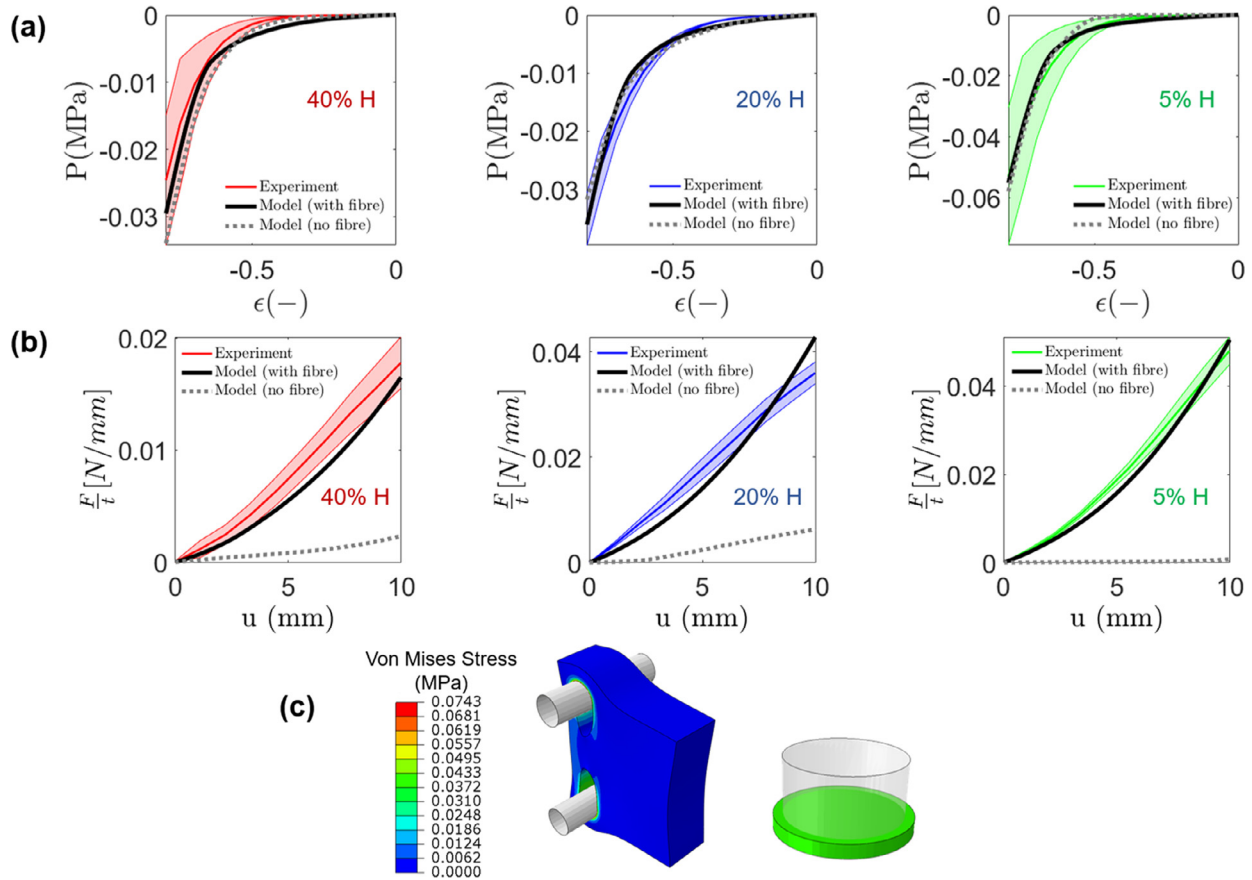 (a)
0
-0.01
-0.02
-0.03
P(MPa)
40% H
Experiment
Model (with fibre)
Model (no fibre)
-0.5
0
ϵ(−)
0
-0.01
-0.02
-0.03
P(MPa)
20% H
Experiment
Model (with fibre)
Model (no fibre)
-0.5
0
ϵ(−)
0
-0.02
-0.04
-0.06
P(MPa)
5% H
Experiment
Model (with fibre)
Model (no fibre)
-0.5
0
ϵ(−)
(b)
0.02
0.01
0
F/t [N/mm]
Experiment
Model (with fibre)
Model (no fibre)
40% H
0
5
10
u (mm)
0.04
0.02
0
F/t [N/mm]
Experiment
Model (with fibre)
Model (no fibre)
20% H
0
5
10
u (mm)
0.04
0.02
0
F/t [N/mm]
Experiment
Model (with fibre)
Model (no fibre)
5% H
0
5
10
u (mm)
(c)
Von Mises Stress
(MPa)
0.0743
0.0681
0.0619
0.0557
0.0495
0.0433
0.0372
0.0310
0.0248
0.0186
0.0124
0.0062
0.0000